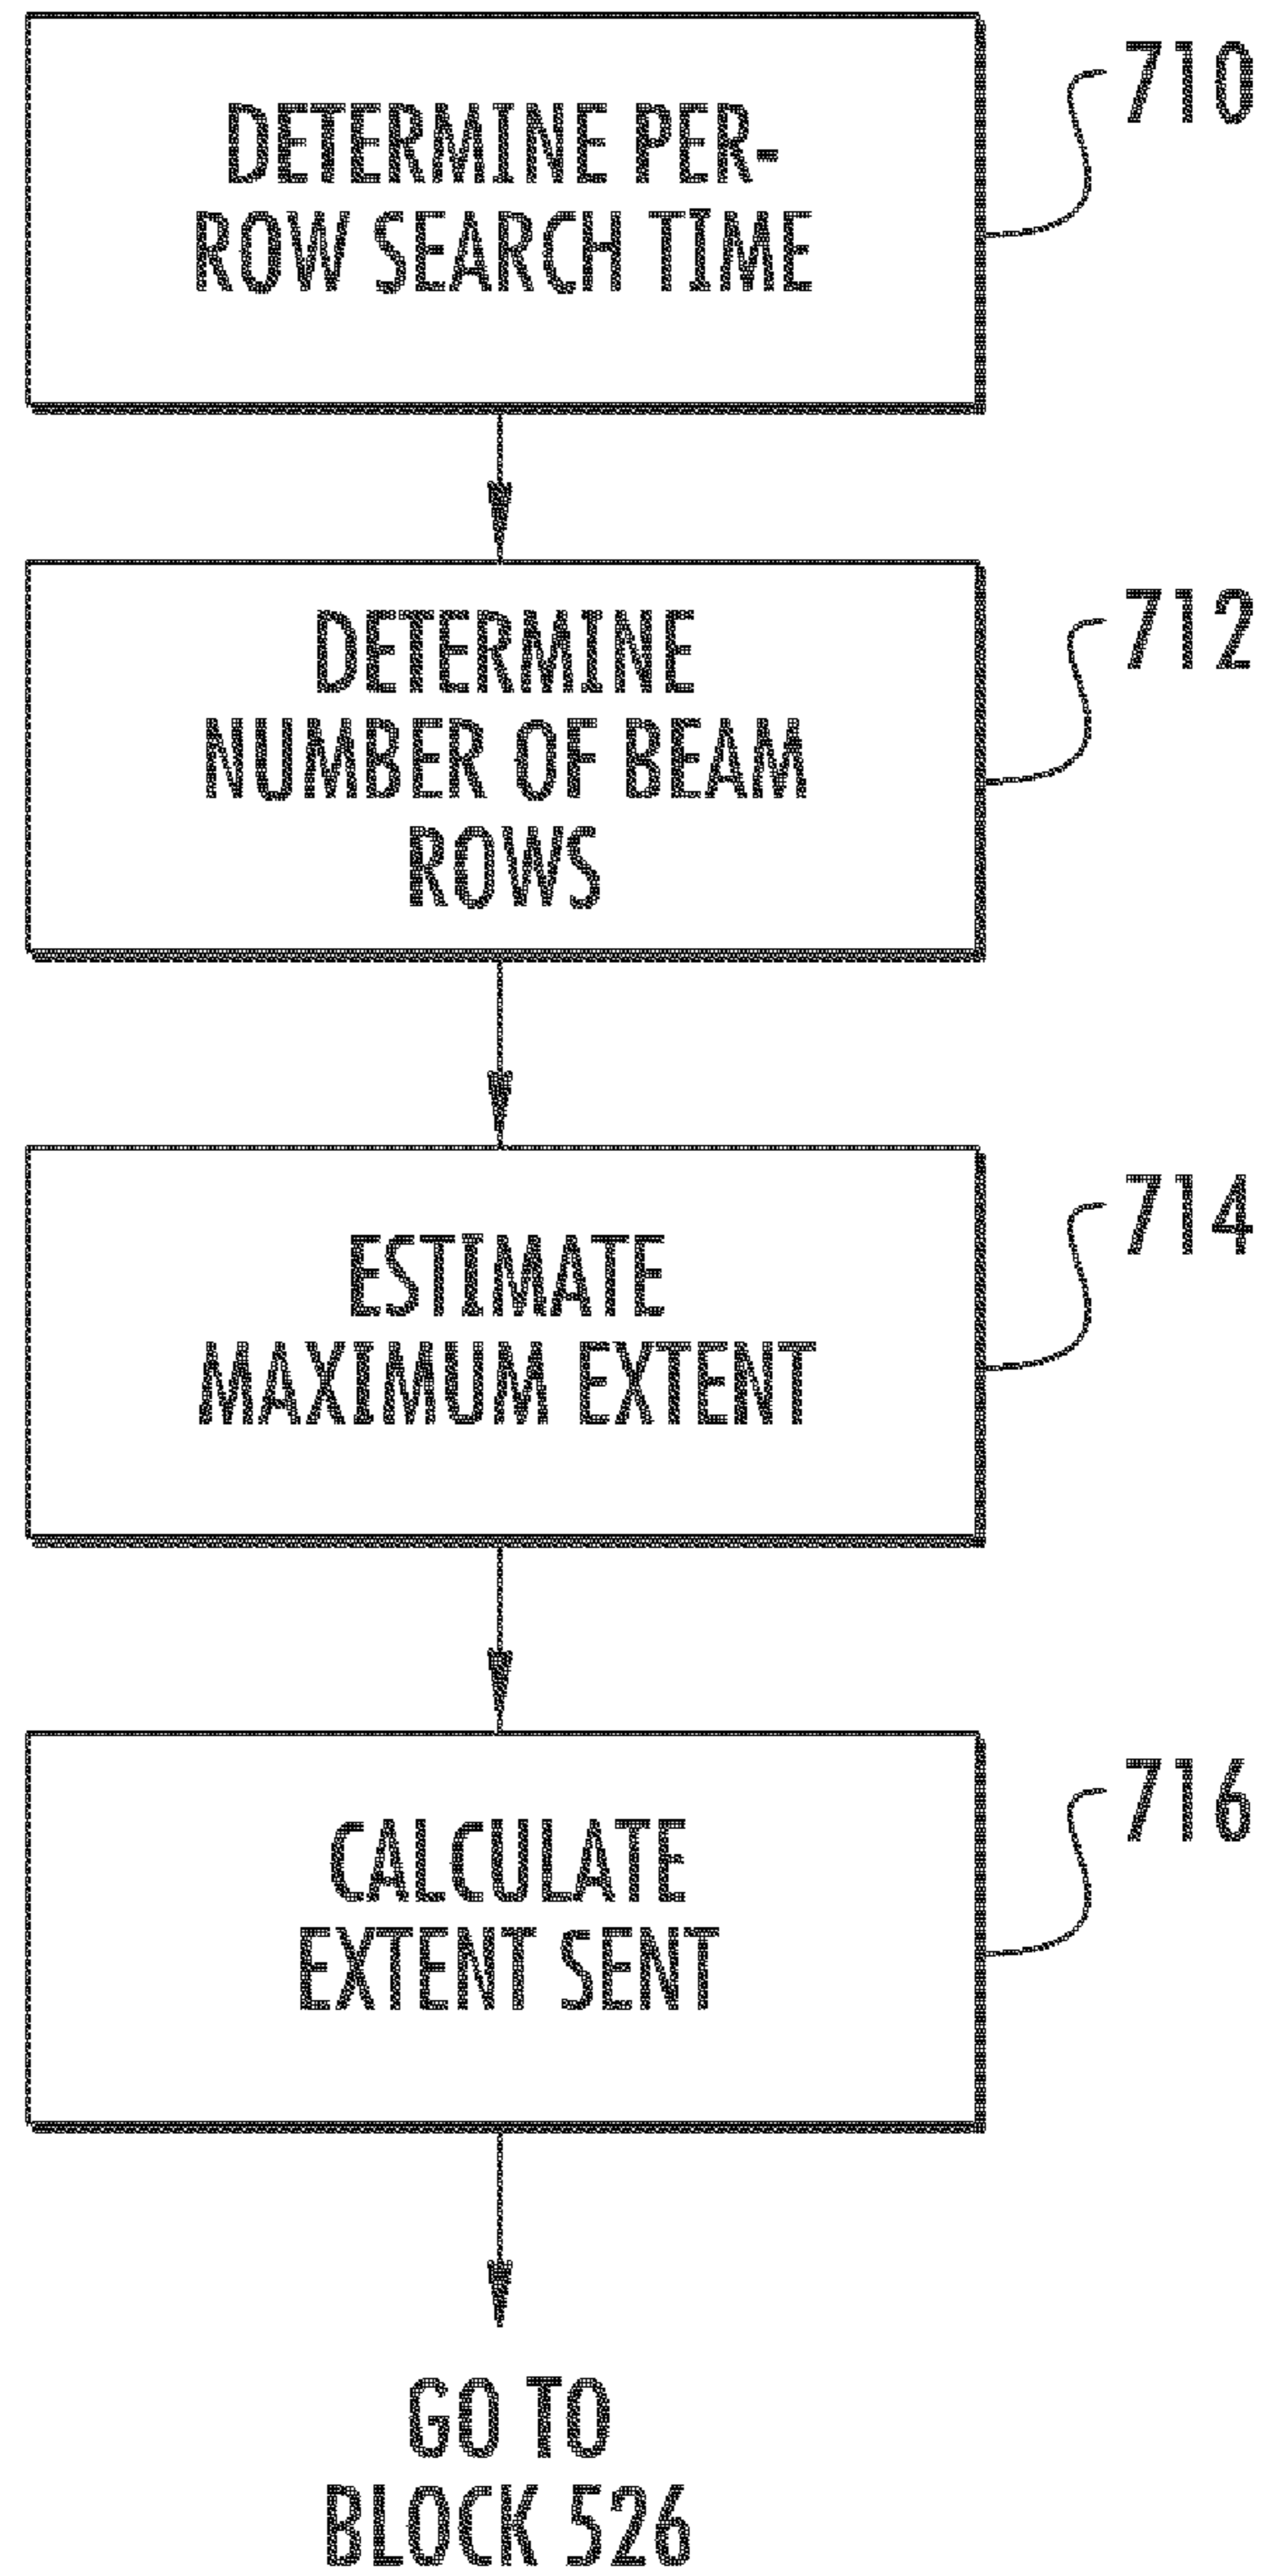 DETERMINE PER-
ROW SEARCH TIME
710
DETERMINE
NUMBER OF BEAM
ROWS
712
ESTIMATE
MAXIMUM EXTENT
714
CALCULATE
EXTENT SENT
716
GO TO
BLOCK 526